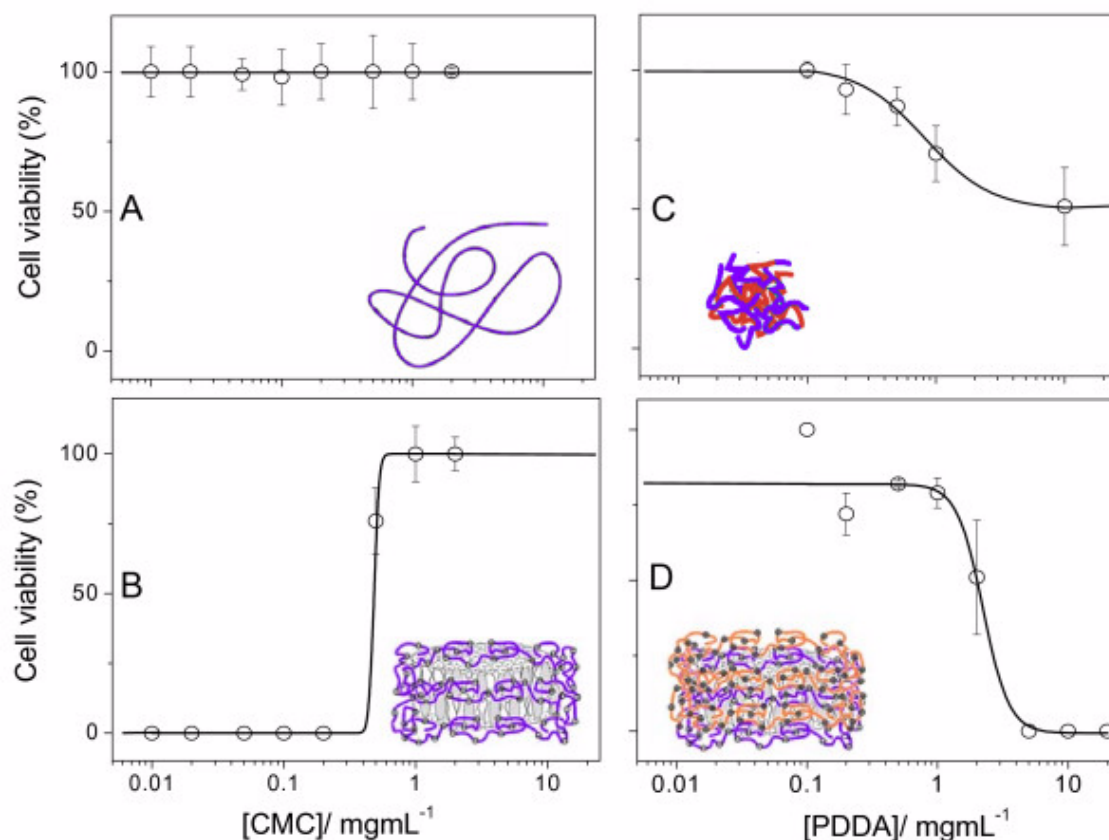 Cell viability (%)
100
50
0
A
C
Cell viability (%)
100
50
0
B
D
0.01 0.1 1 10
0.01 0.1 1 10
[CMC]/ mgmL⁻¹
[PDDA]/ mgmL⁻¹